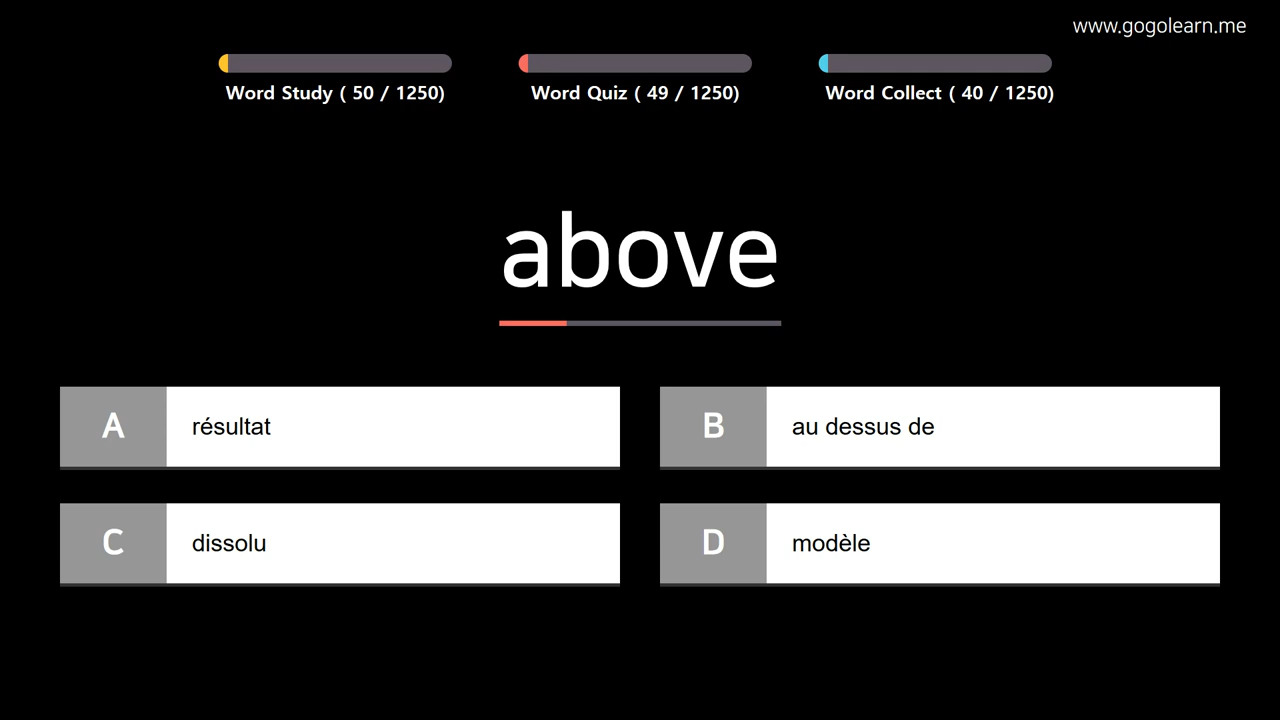 www.gogolearn.me
Word Study ( 50 / 1250)
Word Quiz ( 49 / 1250)
Word Collect ( 40 / 1250)
above
A résultat
B au dessus de
C dissolu
D modèle